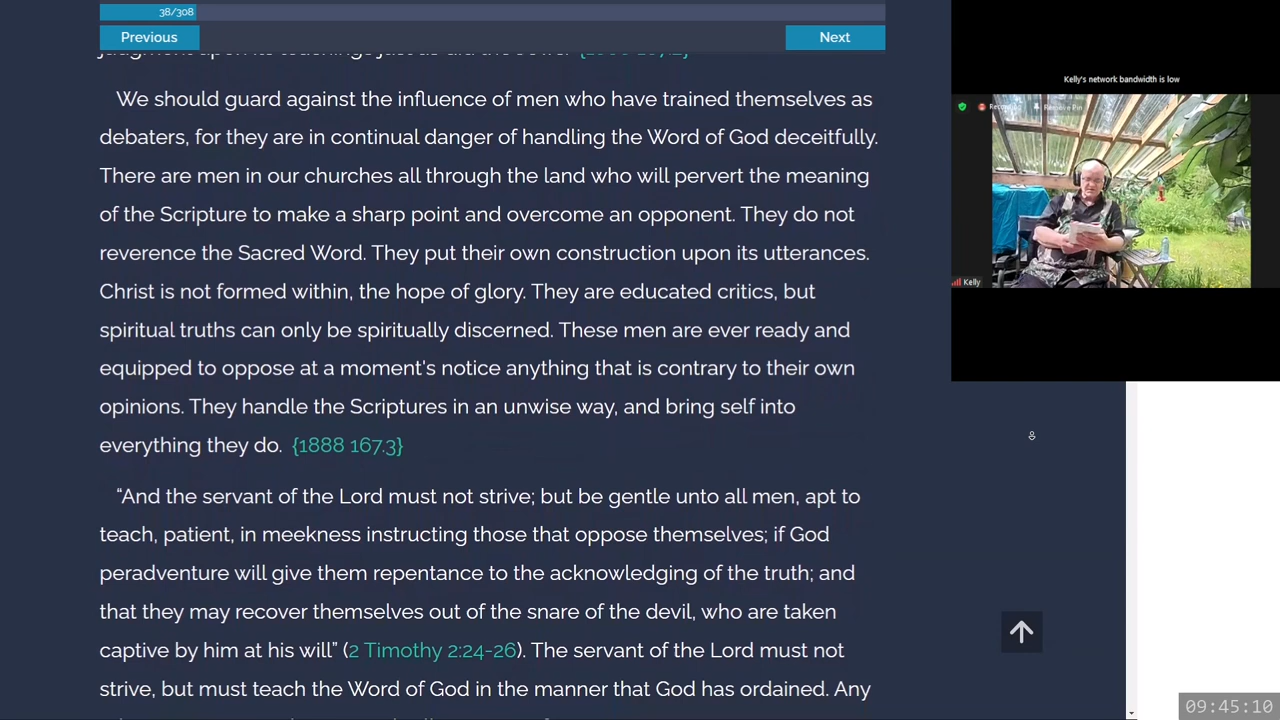 38/308
Previous
Next
Kelly's network bandwidth is low
We should guard against the influence of men who have trained themselves as
debaters, for they are in continual danger of handling the Word of God deceitfully.
There are men in our churches all through the land who will pervert the meaning
of the Scripture to make a sharp point and overcome an opponent. They do not
reverence the Sacred Word. They put their own construction upon its utterances.
Christ is not formed within, the hope of glory. They are educated critics, but
spiritual truths can only be spiritually discerned. These men are ever ready and
equipped to oppose at a moment's notice anything that is contrary to their own
opinions. They handle the Scriptures in an unwise way, and bring self into
everything they do. {1888 167.3}
“And the servant of the Lord must not strive; but be gentle unto all men, apt to
teach, patient, in meekness instructing those that oppose themselves; if God
peradventure will give them repentance to the acknowledging of the truth; and
that they may recover themselves out of the snare of the devil, who are taken
captive by him at his will” (2 Timothy 2:24-26). The servant of the Lord must not
strive, but must teach the Word of God in the manner that God has ordained. Any
Remove Pin
Kelly
09:45:10